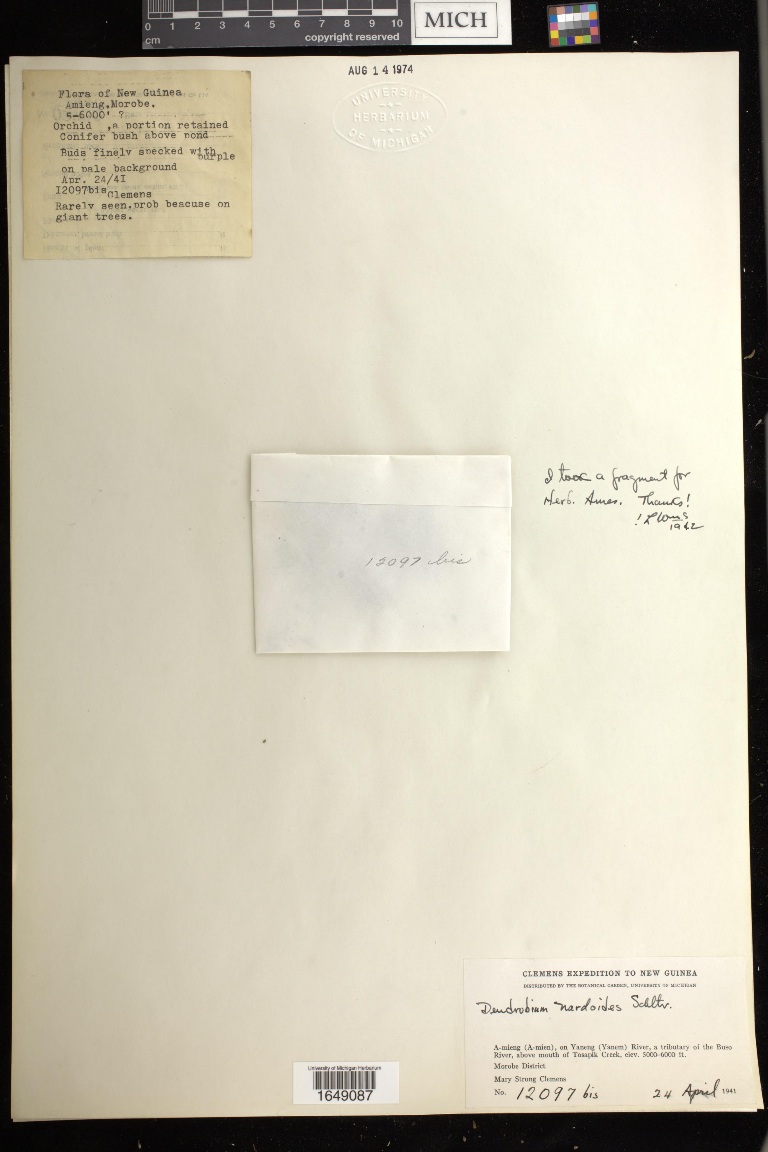 0 1 2 3 4 5 6 7 8 9 10
cm
copyright reserved
MICH
AUG 14 1974
UNIVERSITY
HERBARIUM
OF MICHIGAN
Flora of New Guinea
Amieng,Morobe.
5-6000' ?
Orchid ,a portion retained
Conifer bush above pond
Buds finely specked with
purple
on pale background
Apr. 24/4I
I2097bis
Clemens
Rarely seen,prob beacuse on
giant trees.
12097 bis
I took a fragment for
Herb. Ames. Thanks!
! LOWms
1942
CLEMENS EXPEDITION TO NEW GUINEA
DISTRIBUTED BY THE BOTANICAL GARDEN, UNIVERSITY OF MICHIGAN
Dendrobium nardoides Schltr.
A-mieng (A-mien), on Yaneng (Yanem) River, a tributary of the Buso
River, above mouth of Tosapik Creek, elev. 5000-6000 ft.
Morobe District
Mary Strong Clemens
No. 12097 bis 24 April 1941
University of Michigan Herbarium
1649087